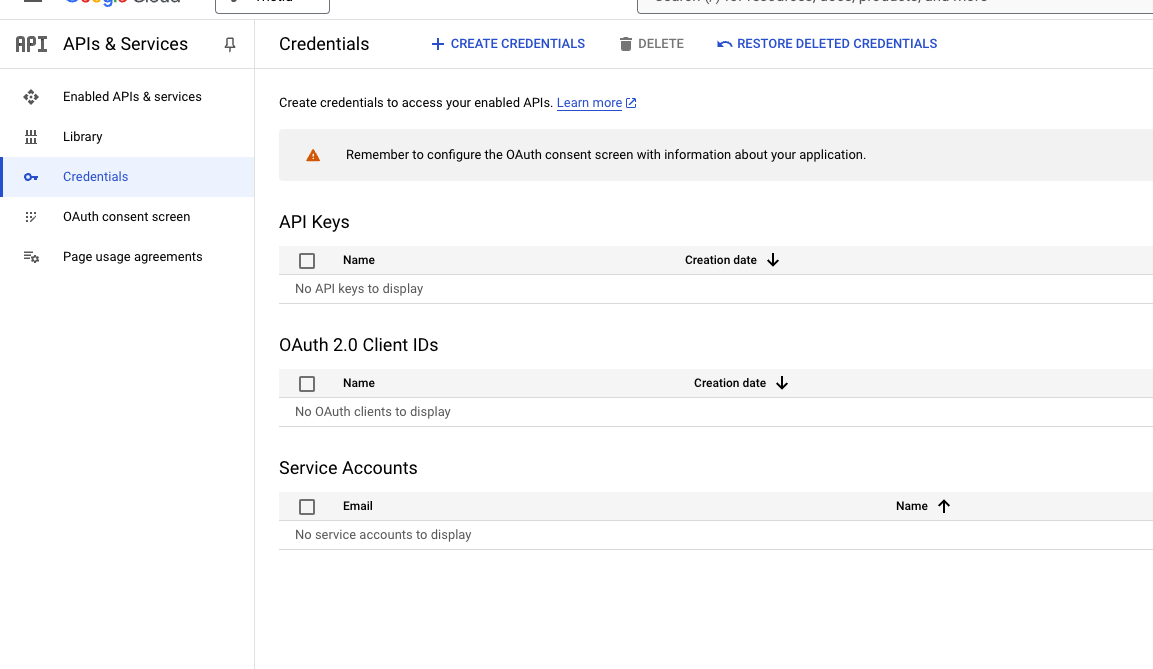 Google Cloud
API APIs & Services
Credentials
CREATE CREDENTIALS
DELETE
RESTORE DELETED CREDENTIALS
Enabled APIs & services
Library
Credentials
OAuth consent screen
Page usage agreements
Create credentials to access your enabled APIs. Learn more
Remember to configure the OAuth consent screen with information about your application.
API Keys
Name Creation date
No API keys to display
OAuth 2.0 Client IDs
Name Creation date
No OAuth clients to display
Service Accounts
Email Name
No service accounts to display